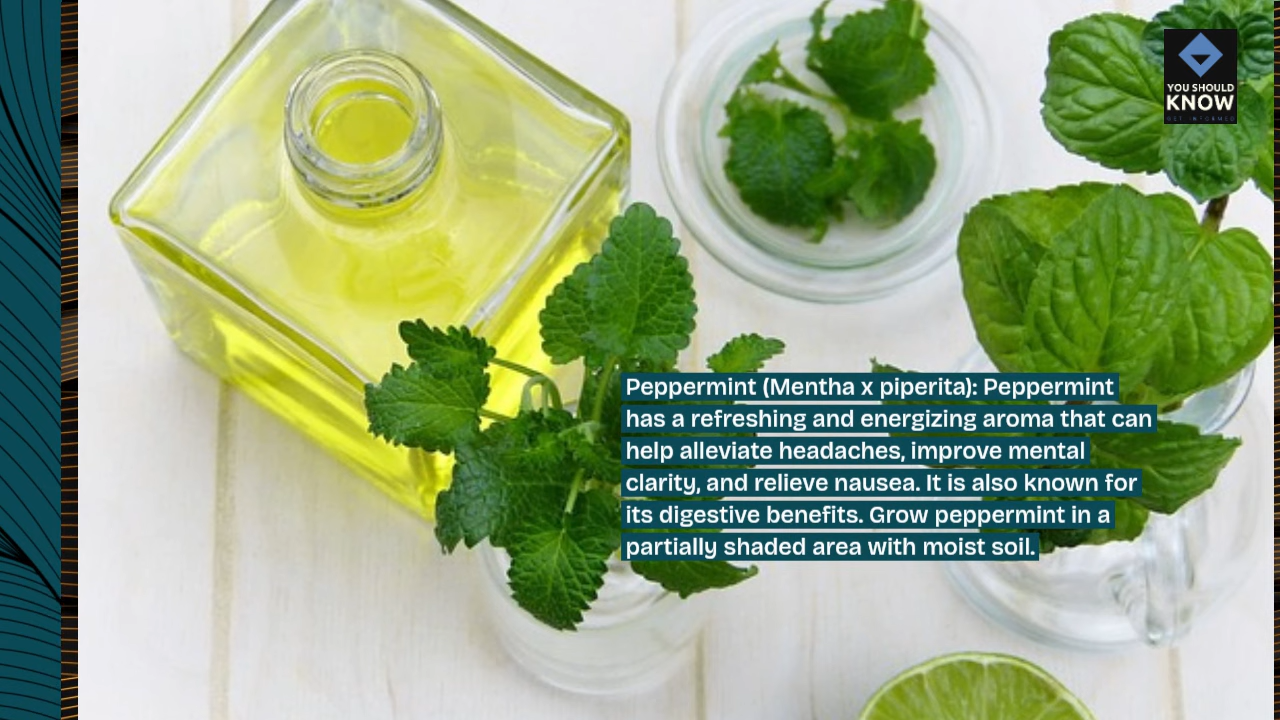 YOU SHOULD
KNOW
GET INFORMED
Peppermint (Mentha x piperita): Peppermint
has a refreshing and energizing aroma that can
help alleviate headaches, improve mental
clarity, and relieve nausea. It is also known for
its digestive benefits. Grow peppermint in a
partially shaded area with moist soil.